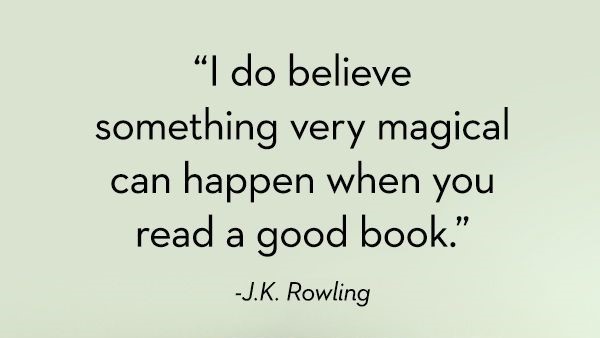 “I do believe
something very magical
can happen when you
read a good book.”
-J.K. Rowling